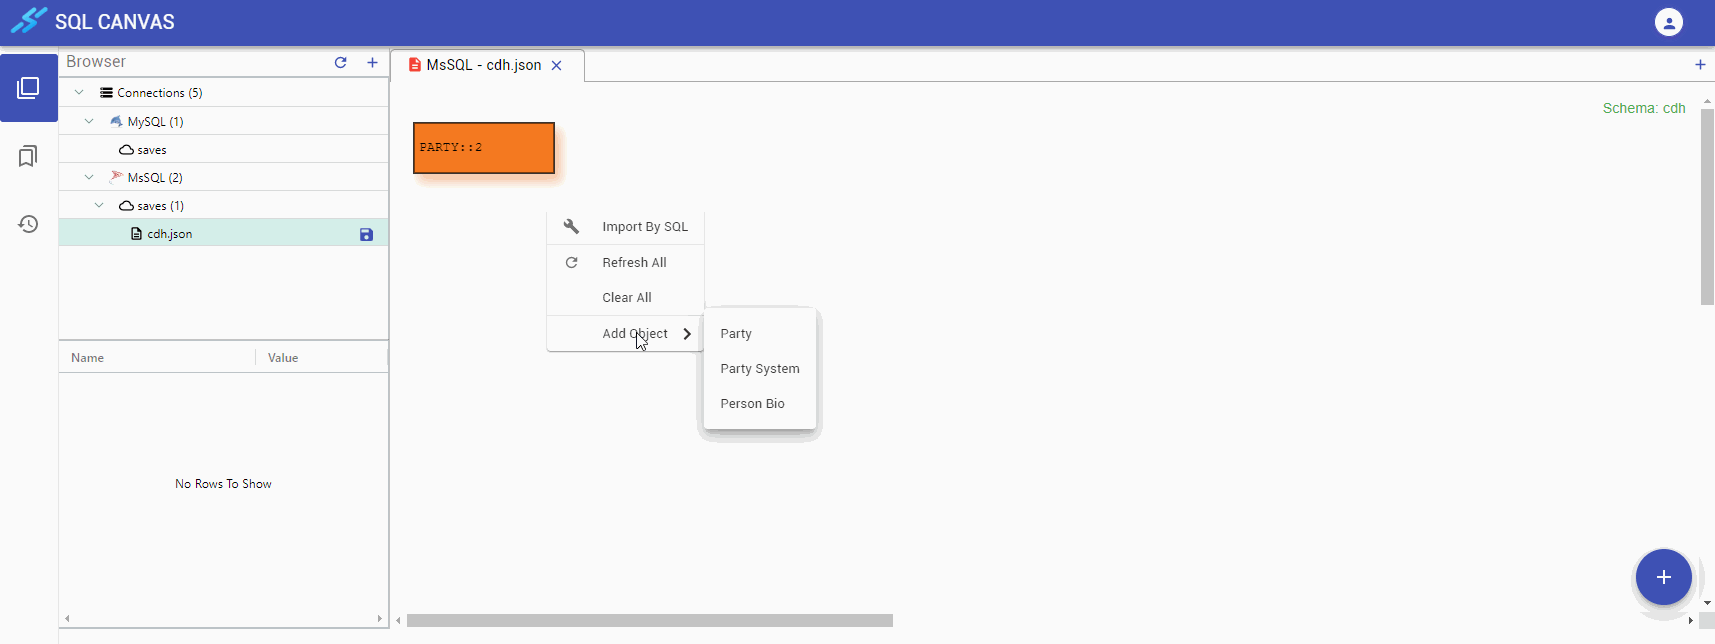 SQL CANVAS
Browser
MsSQL - cdh.json
Connections (5)
Schema: cdh
MySQL (1)
saves
PARTY::2
MsSQL (2)
saves (1)
cdh.json
Import By SQL
Refresh All
Clear All
Add Object
Party
Party System
Person Bio
Name Value
No Rows To Show